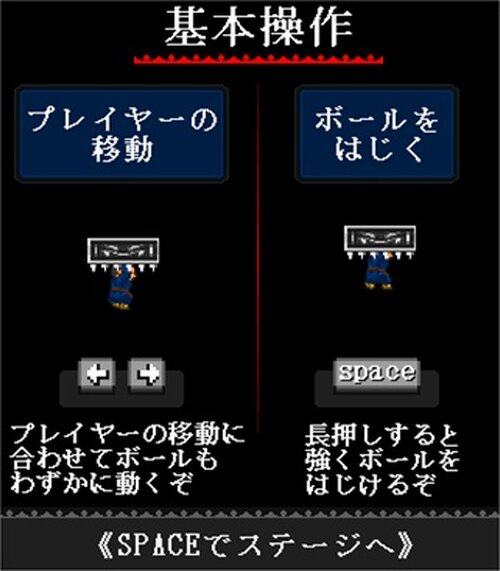 基本操作
プレイヤーの
移動
プレイヤーの移動に
合わせてボールも
わずかに動くぞ
ボールを
はじく
space
長押しすると
強くボールを
はじけるぞ
《SPACEでステージへ》